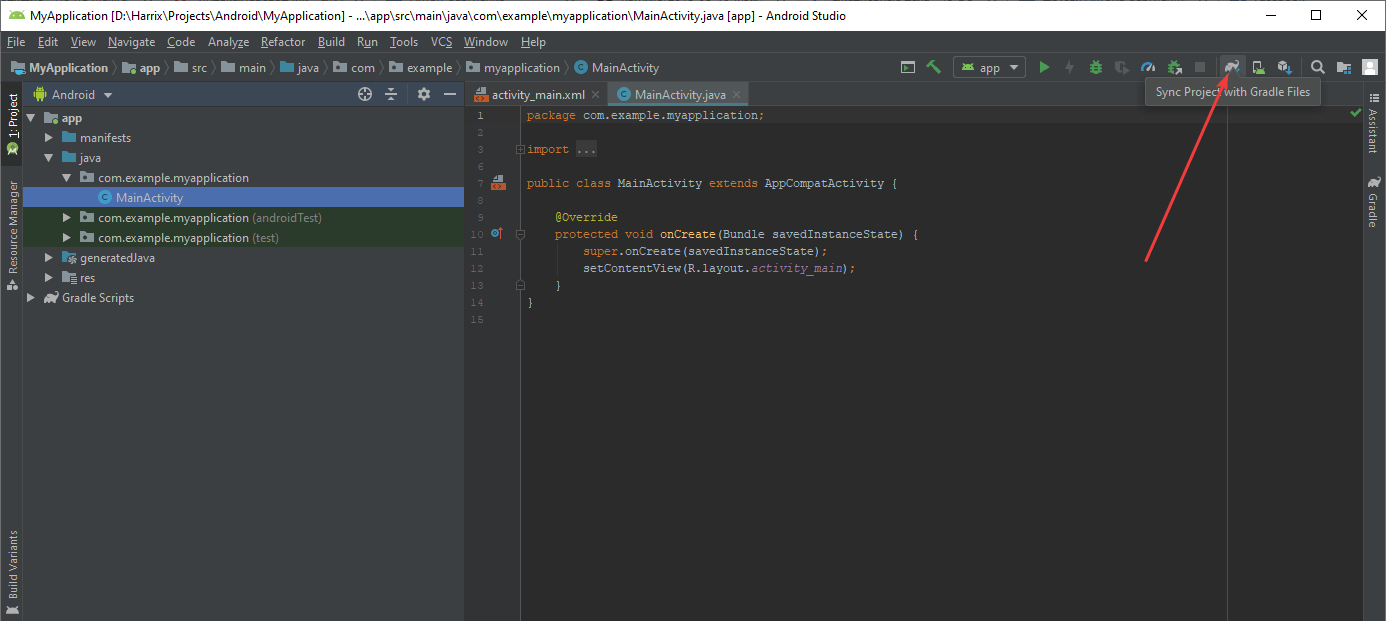 MyApplication [D:\Harrix\Projects\Android\MyApplication] - ...\app\src\main\java\com\example\myapplication\MainActivity.java [app] - Android Studio
File Edit View Navigate Code Analyze Refactor Build Run Tools VCS Window Help
MyApplication app src main java com example myapplication MainActivity
app
Sync Project with Gradle Files
1: Project
Resource Manager
Build Variants
Android
app
manifests
java
com.example.myapplication
MainActivity
com.example.myapplication (androidTest)
com.example.myapplication (test)
generatedJava
res
Gradle Scripts
activity_main.xml MainActivity.java
1 package com.example.myapplication;
2
3 import ...
6
7 public class MainActivity extends AppCompatActivity {
8
9 @Override
10 protected void onCreate(Bundle savedInstanceState) {
11 super.onCreate(savedInstanceState);
12 setContentView(R.layout.activity_main);
13 }
14 }
15
Assistant
Gradle